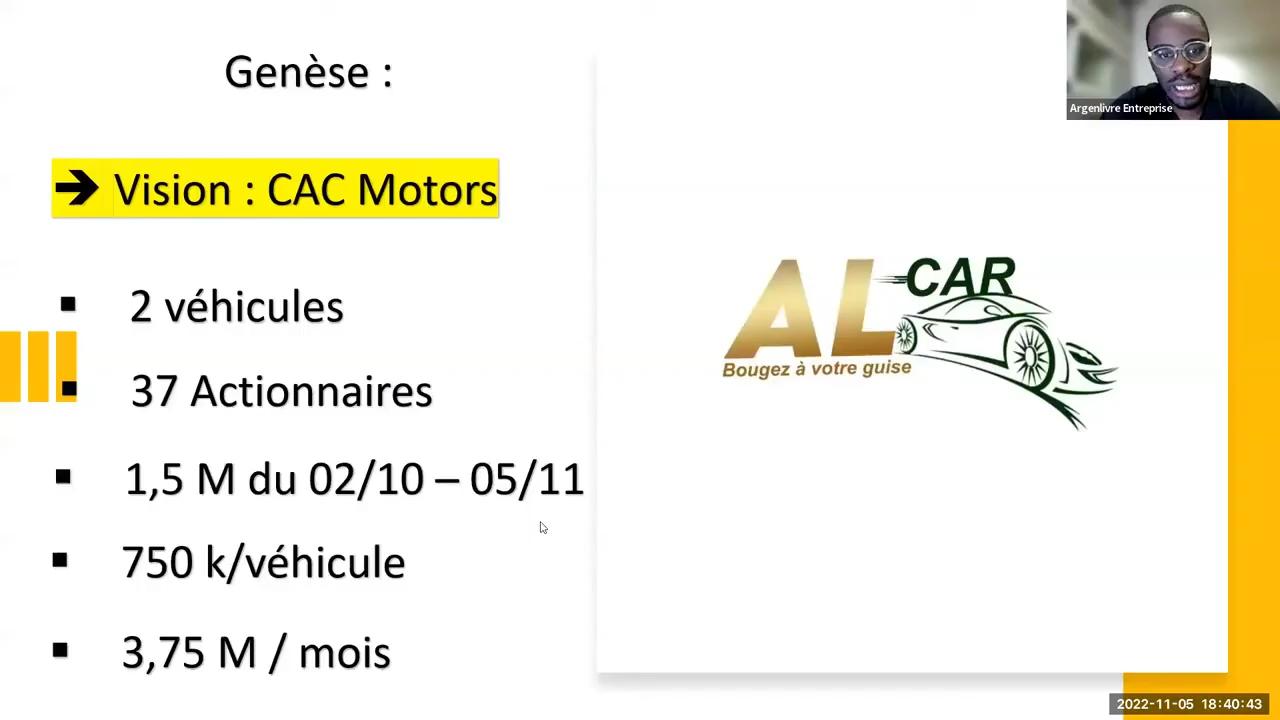 Genèse :
Argenlivre Entreprise
➔ Vision : CAC Motors
▪ 2 véhicules
▪ 37 Actionnaires
▪ 1,5 M du 02/10 – 05/11
▪ 750 k/véhicule
▪ 3,75 M / mois
AL CAR
Bougez à votre guise
2022-11-05 18:40:43